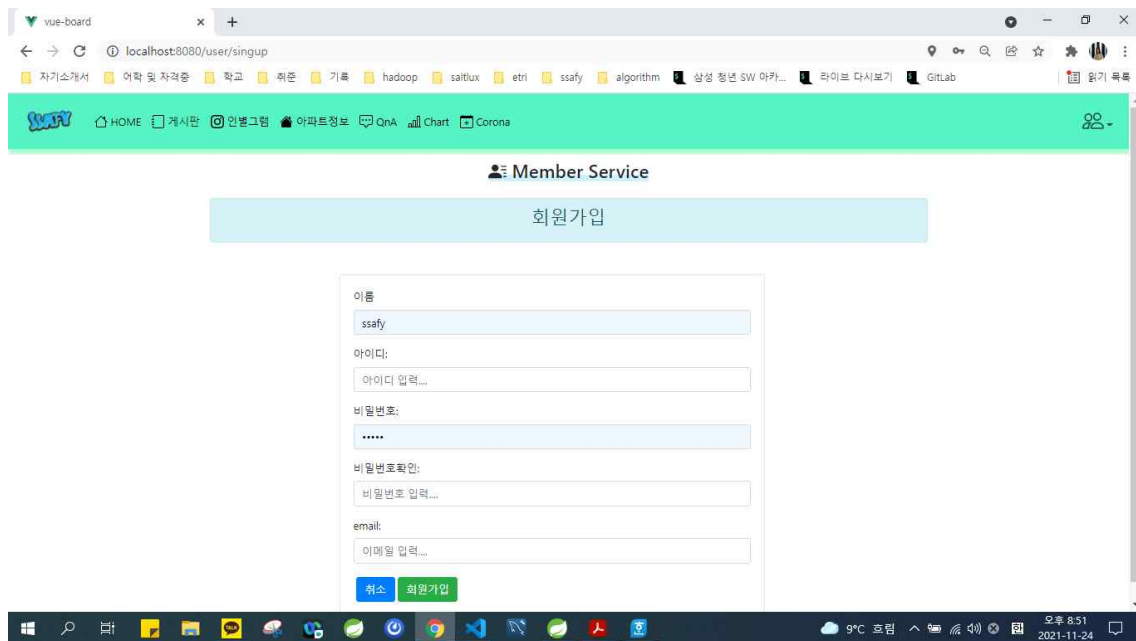 vue-board
localhost:8080/user/singup
자기소개서 어학 및 자격증 학교 취준 기록 hadoop saltlux etri ssafy algorithm 삼성 청년 SW 아카... 라이브 다시보기 GitLab 읽기 목록
SSAFY HOME 게시판 인별그램 아파트정보 QnA Chart Corona
Member Service
회원가입
이름
ssafy
아이디:
아이디 입력....
비밀번호:
비밀번호확인:
비밀번호 입력....
email:
이메일 입력....
취소 회원가입
TALK 9°C 흐림 오후 8:51
2021-11-24